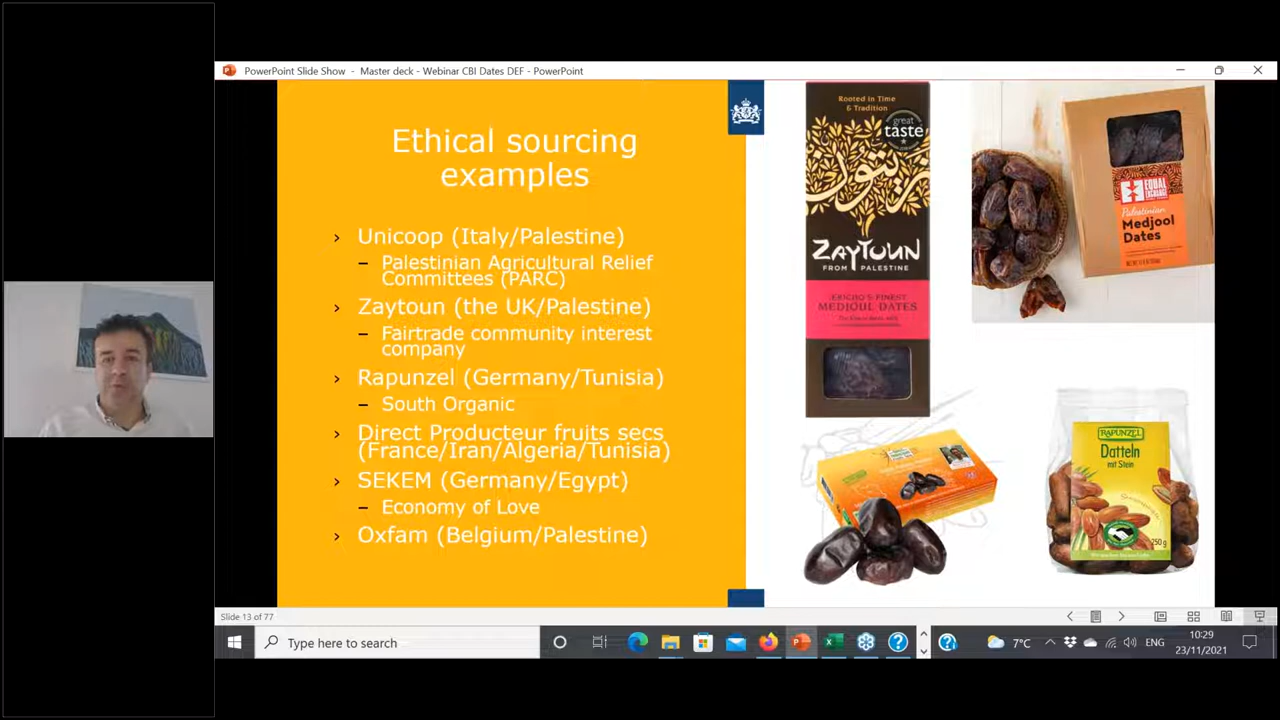 PowerPoint Slide Show - Master deck - Webinar CBI Dates DEF - PowerPoint
Ethical sourcing
examples
› Unicoop (Italy/Palestine)
– Palestinian Agricultural Relief
Committees (PARC)
› Zaytoun (the UK/Palestine)
– Fairtrade community interest
company
› Rapunzel (Germany/Tunisia)
– South Organic
› Direct Producteur fruits secs
(France/Iran/Algeria/Tunisia)
› SEKEM (Germany/Egypt)
– Economy of Love
› Oxfam (Belgium/Palestine)
Rooted in Time
& Tradition
great
taste
زيتون
ZAYTOUN
FROM PALESTINE
JERICHO'S FINEST
MEDJOUL DATES
EQUAL
EXCHANGE
Palestinian
Medjool
Dates
RAPUNZEL
Datteln
mit Stein
250 g
Slide 13 of 77
Type here to search
7°C
ENG
10:29
23/11/2021